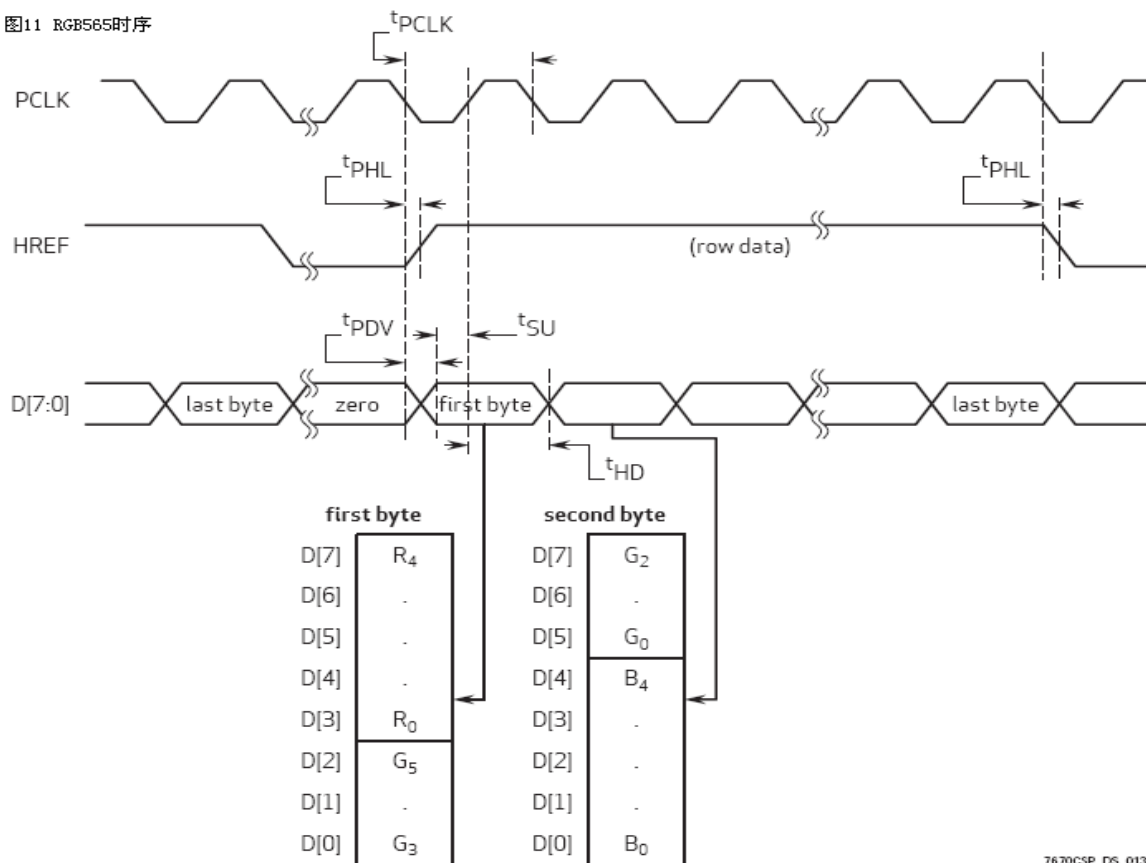 图11 RGB565时序
tPCLK
PCLK
tPHL
tPHL
HREF
(row data)
tPDV
tSU
D[7:0]
last byte
zero
first byte
last byte
tHD
first byte
second byte
D[7] R4
D[6] .
D[5] .
D[4] .
D[3] R0
D[2] G5
D[1] .
D[0] G3
D[7] G2
D[6] .
D[5] G0
D[4] B4
D[3] .
D[2] .
D[1] .
D[0] B0